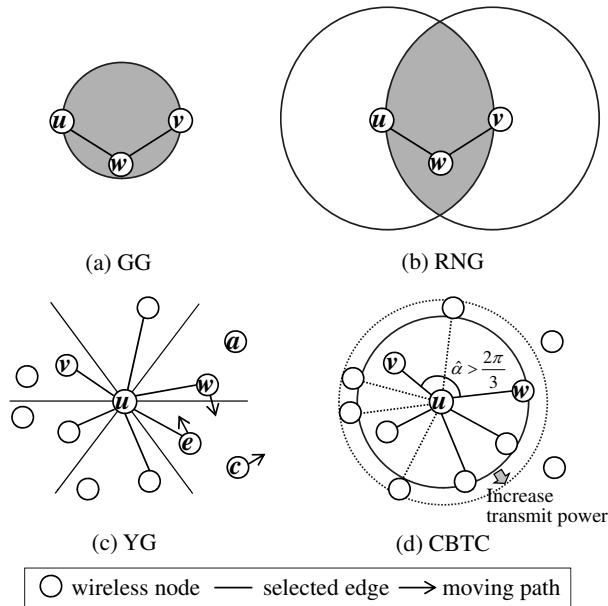 u
v
w
(a) GG
u
v
w
(b) RNG
a
v
w
u
e
c
(c) YG
v
α̂ > 2π/3
w
u
Increase
transmit power
(d) CBTC
wireless node
selected edge
moving path